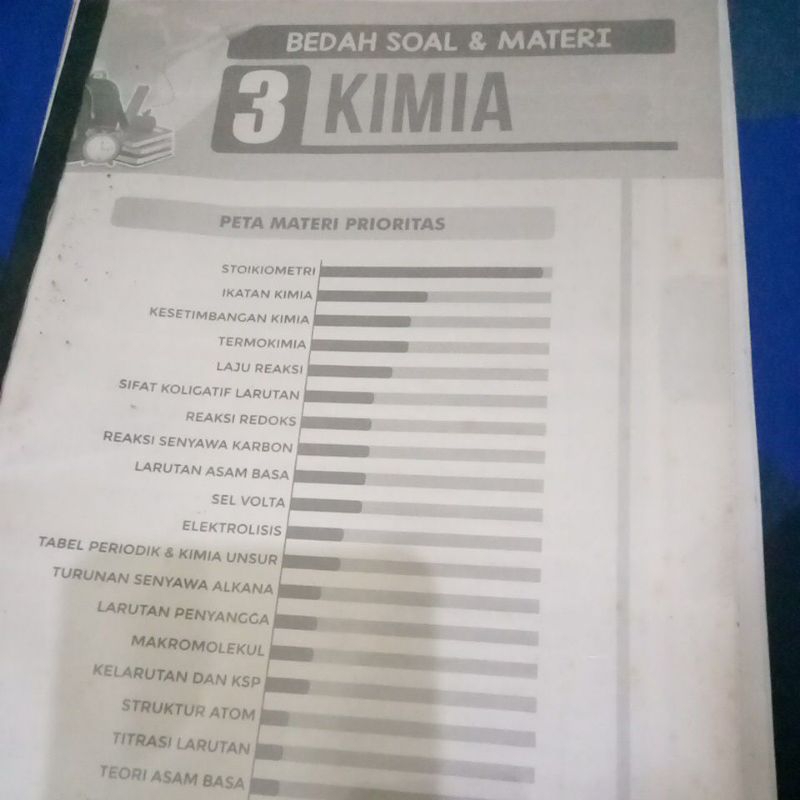 BEDAH SOAL & MATERI
3 KIMIA
PETA MATERI PRIORITAS
STOIKIOMETRI
IKATAN KIMIA
KESETIMBANGAN KIMIA
TERMOKIMIA
LAJU REAKSI
SIFAT KOLIGATIF LARUTAN
REAKSI REDOKS
REAKSI SENYAWA KARBON
LARUTAN ASAM BASA
SEL VOLTA
ELEKTROLISIS
TABEL PERIODIK & KIMIA UNSUR
TURUNAN SENYAWA ALKANA
LARUTAN PENYANGGA
MAKROMOLEKUL
KELARUTAN DAN KSP
STRUKTUR ATOM
TITRASI LARUTAN
TEORI ASAM BASA